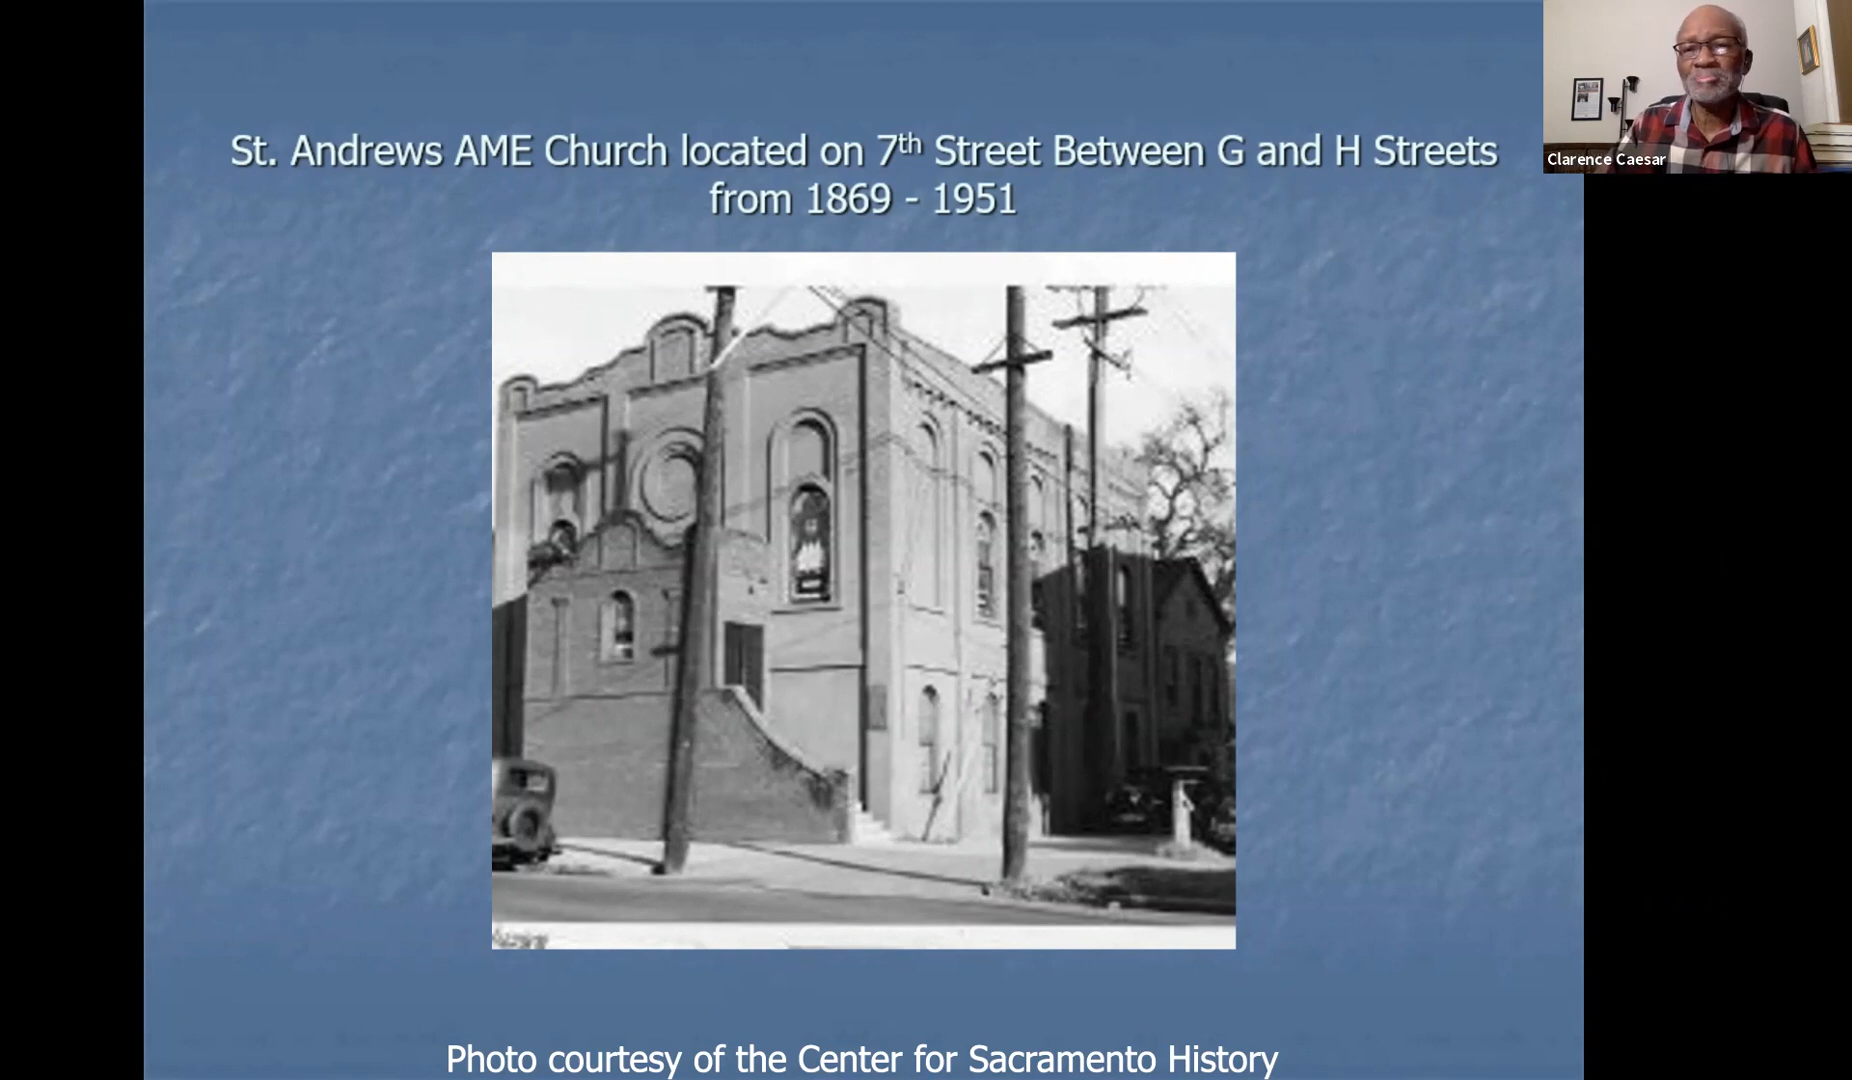 St. Andrews AME Church located on 7th Street Between G and H Streets
from 1869 - 1951
Clarence Caesar
Photo courtesy of the Center for Sacramento History